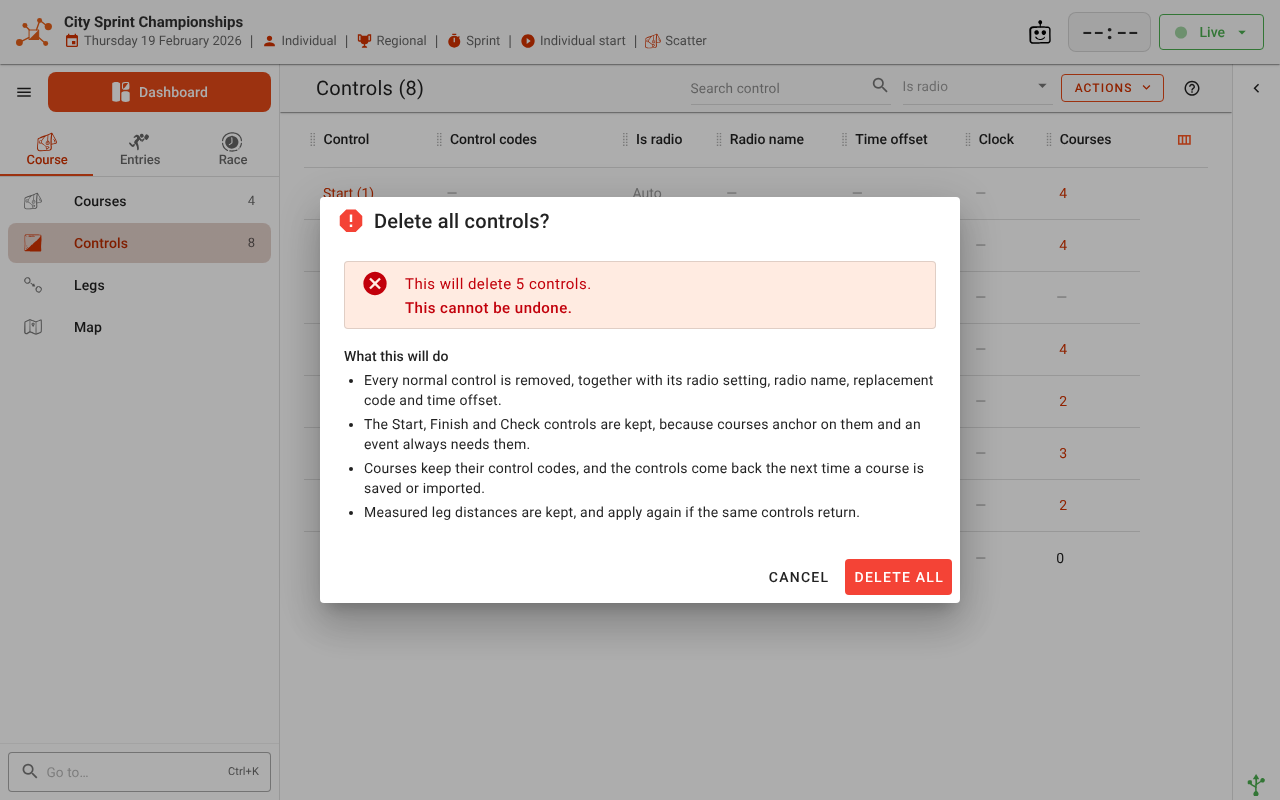 City Sprint Championships
Thursday 19 February 2026 | Individual | Regional | Sprint | Individual start | Scatter
--:--
Live
Dashboard
Controls (8)
Search control
Is radio
ACTIONS
Course
Entries
Race
Control
Control codes
Is radio
Radio name
Time offset
Clock
Courses
Courses 4
Controls 8
Legs
Map
Start (1) — Auto — — — 4
— 4
— —
— 4
— 2
— 3
— 2
— 0
Delete all controls?
This will delete 5 controls.
This cannot be undone.
What this will do
• Every normal control is removed, together with its radio setting, radio name, replacement
code and time offset.
• The Start, Finish and Check controls are kept, because courses anchor on them and an
event always needs them.
• Courses keep their control codes, and the controls come back the next time a course is
saved or imported.
• Measured leg distances are kept, and apply again if the same controls return.
CANCEL
DELETE ALL
Go to...
Ctrl+K